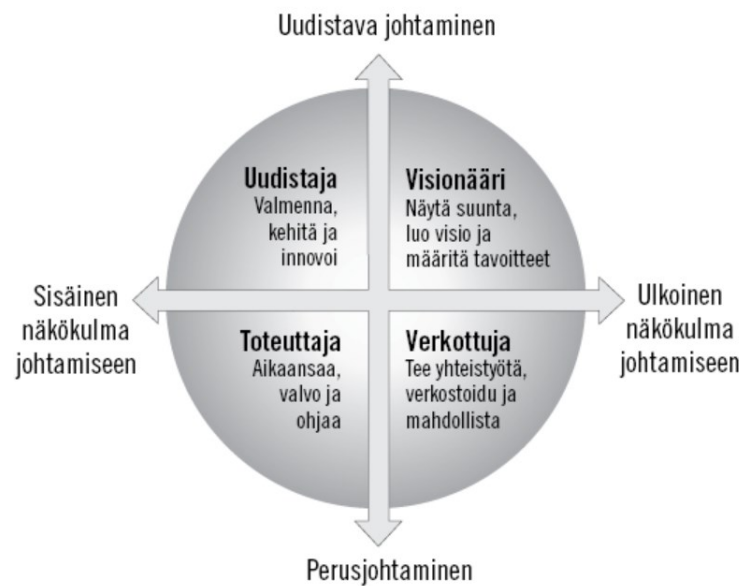 Uudistava johtaminen
Uudistaja
Valmenna,
kehitä ja
innovoi
Visionääri
Näytä suunta,
luo visio ja
määritä tavoitteet
Sisäinen
näkökulma
johtamiseen
Ulkoinen
näkökulma
johtamiseen
Toteuttaja
Aikaansaa,
valvo ja
ohjaa
Verkottuja
Tee yhteistyötä,
verkostoidu ja
mahdollista
Perusjohtaminen